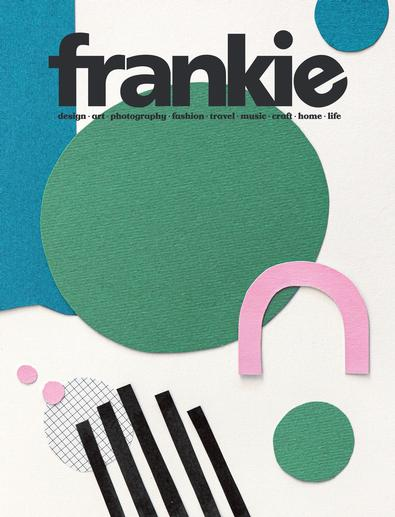 frankie
design · art · photography · fashion · travel · music · craft · home · life